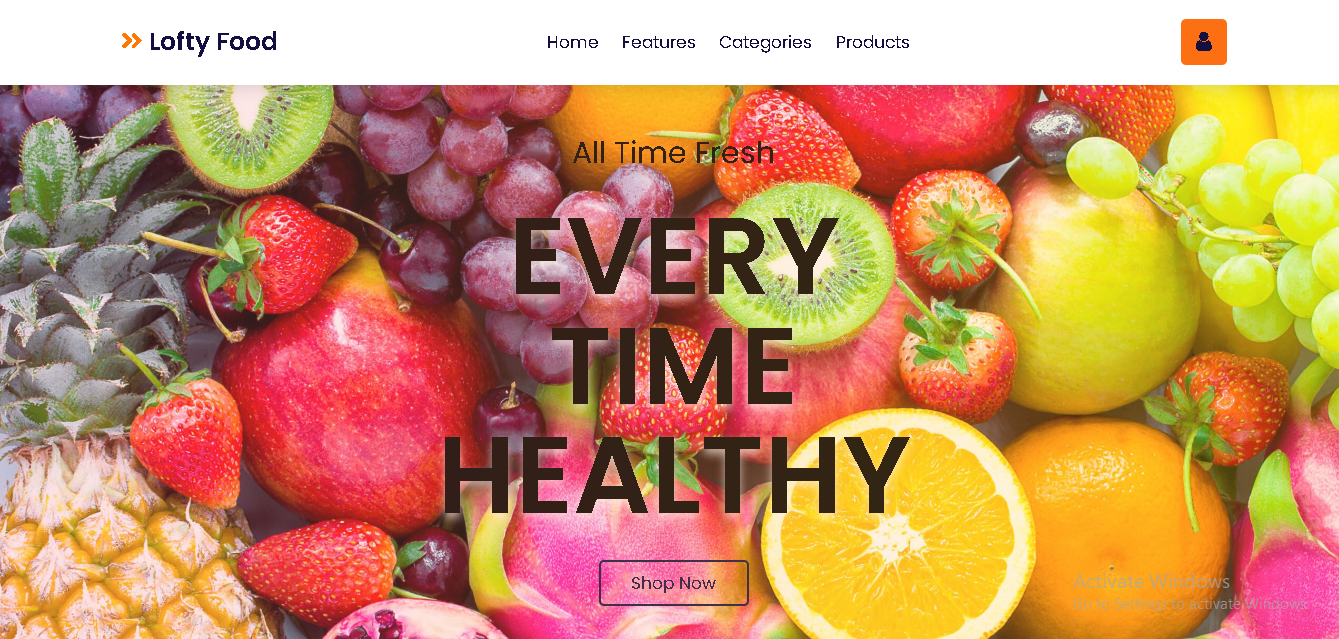 Lofty Food
Home Features Categories Products
All Time Fresh
EVERY
TIME
HEALTHY
Shop Now
Activate Windows
Go to Settings to activate Windows.